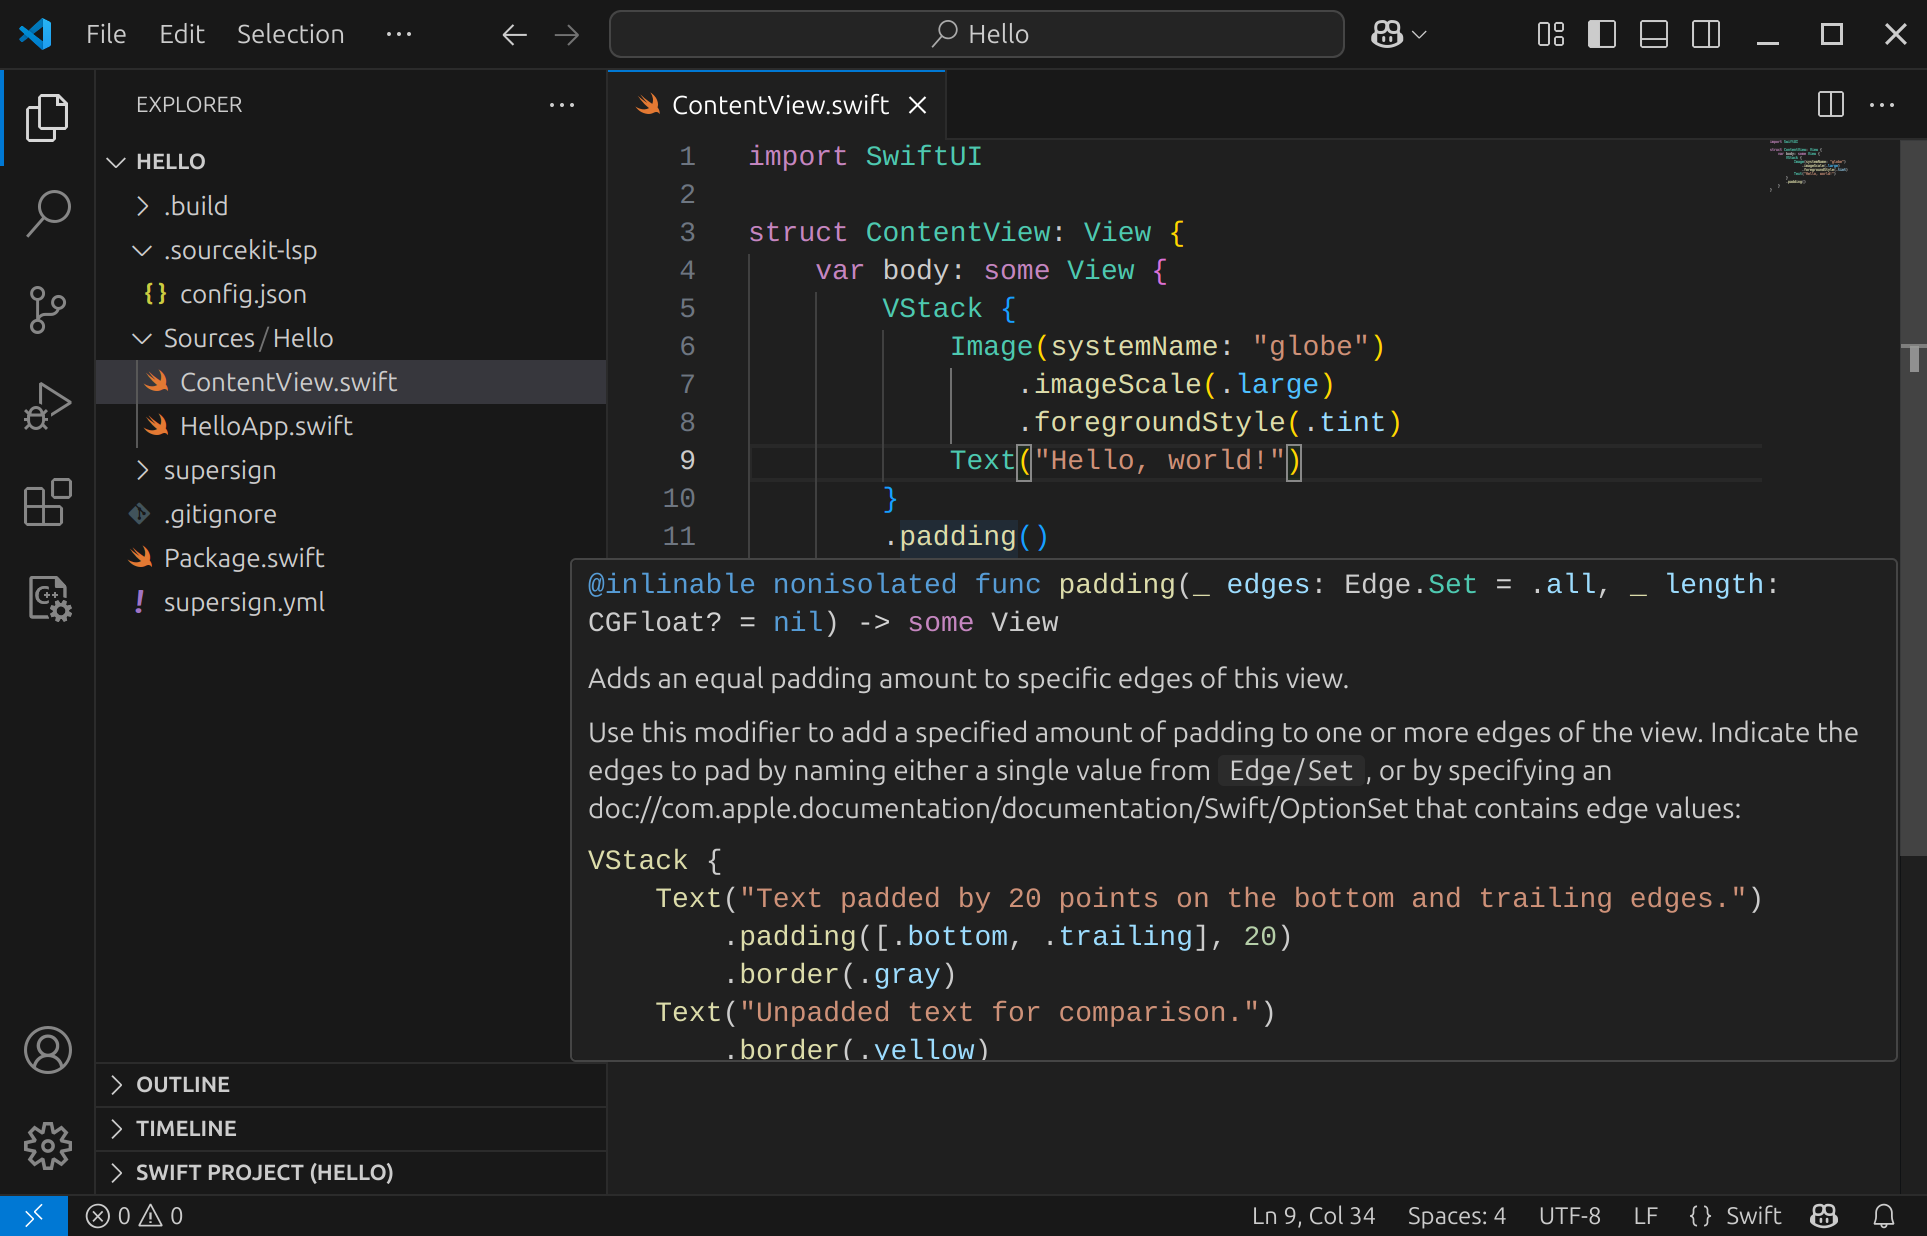 File Edit Selection ··· Hello
EXPLORER ···
HELLO
.build
.sourcekit-lsp
{} config.json
Sources/Hello
ContentView.swift
HelloApp.swift
supersign
.gitignore
Package.swift
! supersign.yml
OUTLINE
TIMELINE
SWIFT PROJECT (HELLO)
ContentView.swift
1 import SwiftUI
2
3 struct ContentView: View {
4 var body: some View {
5 VStack {
6 Image(systemName: "globe")
7 .imageScale(.large)
8 .foregroundStyle(.tint)
9 Text("Hello, world!")
10 }
11 .padding()
@inlinable nonisolated func padding(_ edges: Edge.Set = .all, _ length:
CGFloat? = nil) -> some View
Adds an equal padding amount to specific edges of this view.
Use this modifier to add a specified amount of padding to one or more edges of the view. Indicate the
edges to pad by naming either a single value from Edge/Set, or by specifying an
doc://com.apple.documentation/documentation/Swift/OptionSet that contains edge values:
VStack {
Text("Text padded by 20 points on the bottom and trailing edges.")
.padding([.bottom, .trailing], 20)
.border(.gray)
Text("Unpadded text for comparison.")
.border(.yellow)
0 0 Ln 9, Col 34 Spaces: 4 UTF-8 LF {} Swift